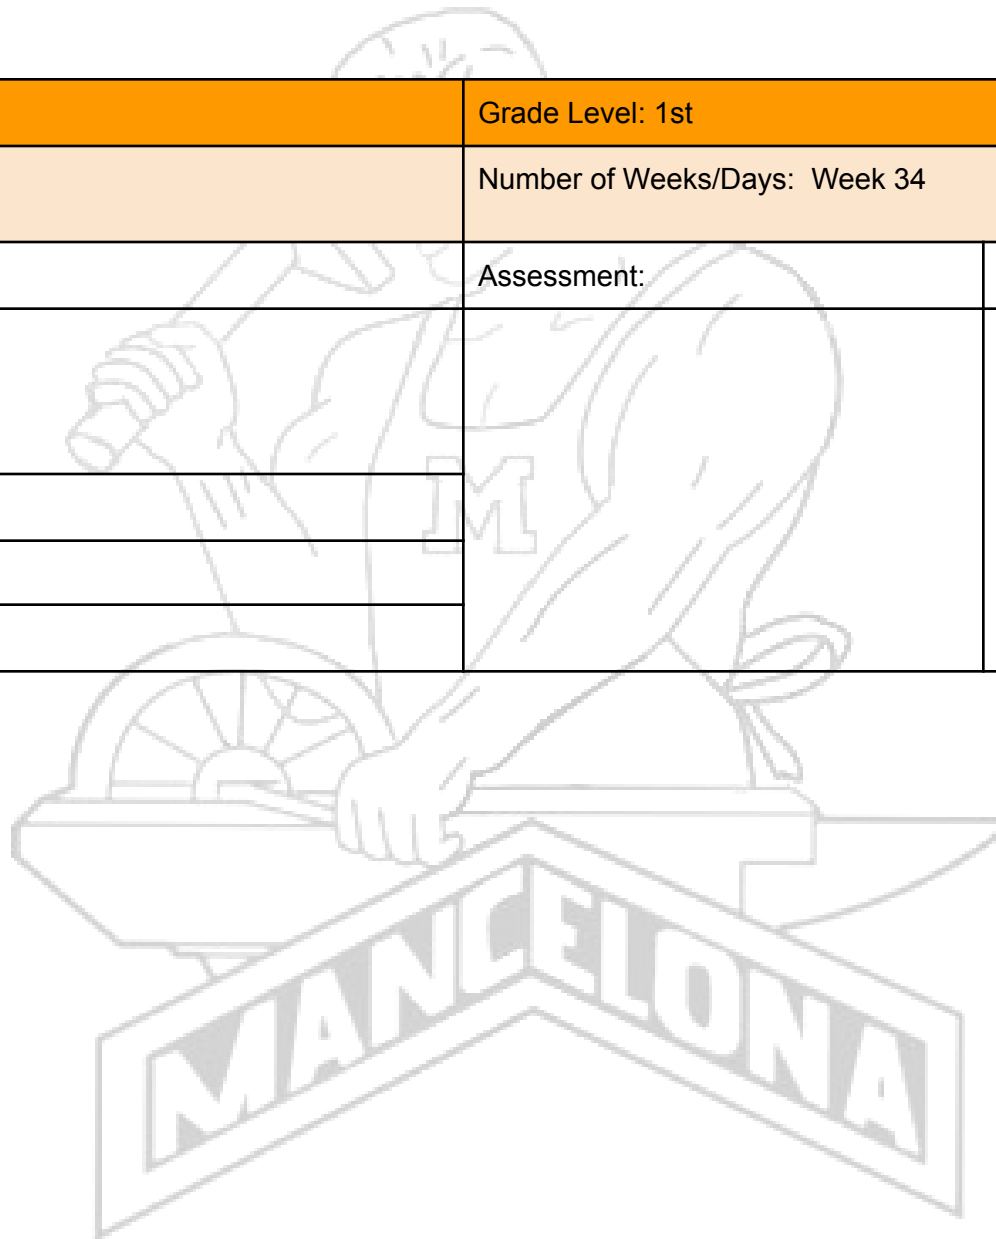 Grade Level: 1st
Number of Weeks/Days: Week 34
Assessment:
M
MANCELONA